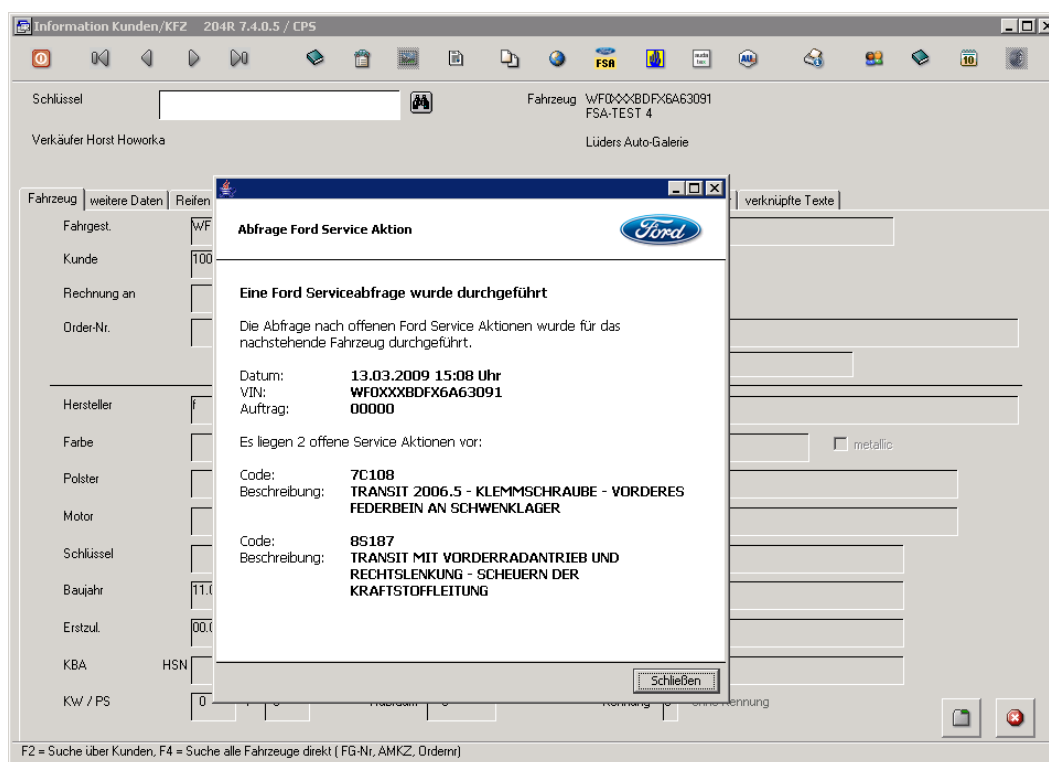 Information Kunden/KFZ 204R 7.4.0.5 / CPS
FSA
AU
10
Schlüssel
Fahrzeug WF0XXXBDFX6A63091
FSA-TEST 4
Verkäufer Horst Howorka
Lüders Auto-Galerie
Fahrzeug weitere Daten Reifen verknüpfte Texte
Fahrgest. WF
Kunde 100
Rechnung an
Order-Nr.
Hersteller f
Farbe metallic
Polster
Motor
Schlüssel
Baujahr 11.0
Erstzul. 00.0
KBA HSN
KW / PS 0
Abfrage Ford Service Aktion
Ford
Eine Ford Serviceabfrage wurde durchgeführt
Die Abfrage nach offenen Ford Service Aktionen wurde für das
nachstehende Fahrzeug durchgeführt.
Datum: 13.03.2009 15:08 Uhr
VIN: WF0XXXBDFX6A63091
Auftrag: 00000
Es liegen 2 offene Service Aktionen vor:
Code: 7C108
Beschreibung: TRANSIT 2006.5 - KLEMMSCHRAUBE - VORDERES
FEDERBEIN AN SCHWENKLAGER
Code: 8S187
Beschreibung: TRANSIT MIT VORDERRADANTRIEB UND
RECHTSLENKUNG - SCHEUERN DER
KRAFTSTOFFLEITUNG
Schließen
F2 = Suche über Kunden, F4 = Suche alle Fahrzeuge direkt ( FG-Nr, AMKZ, Ordernr)